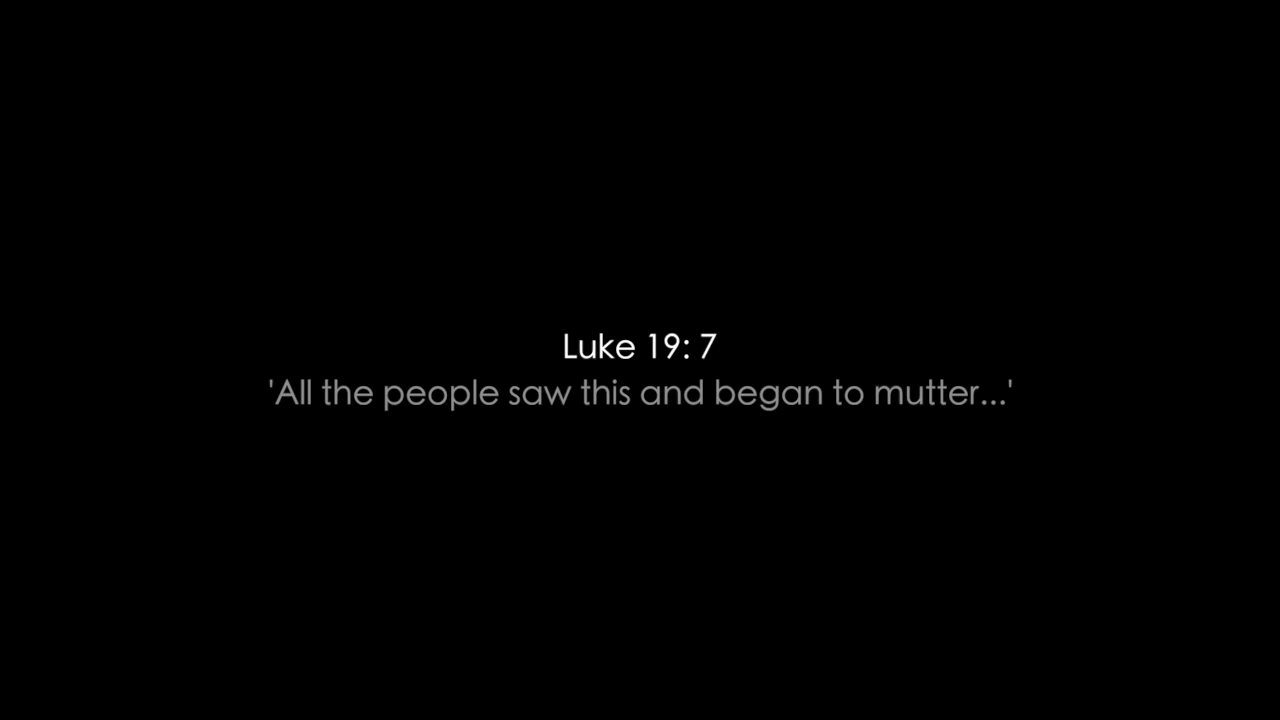 Luke 19: 7
'All the people saw this and began to mutter...'